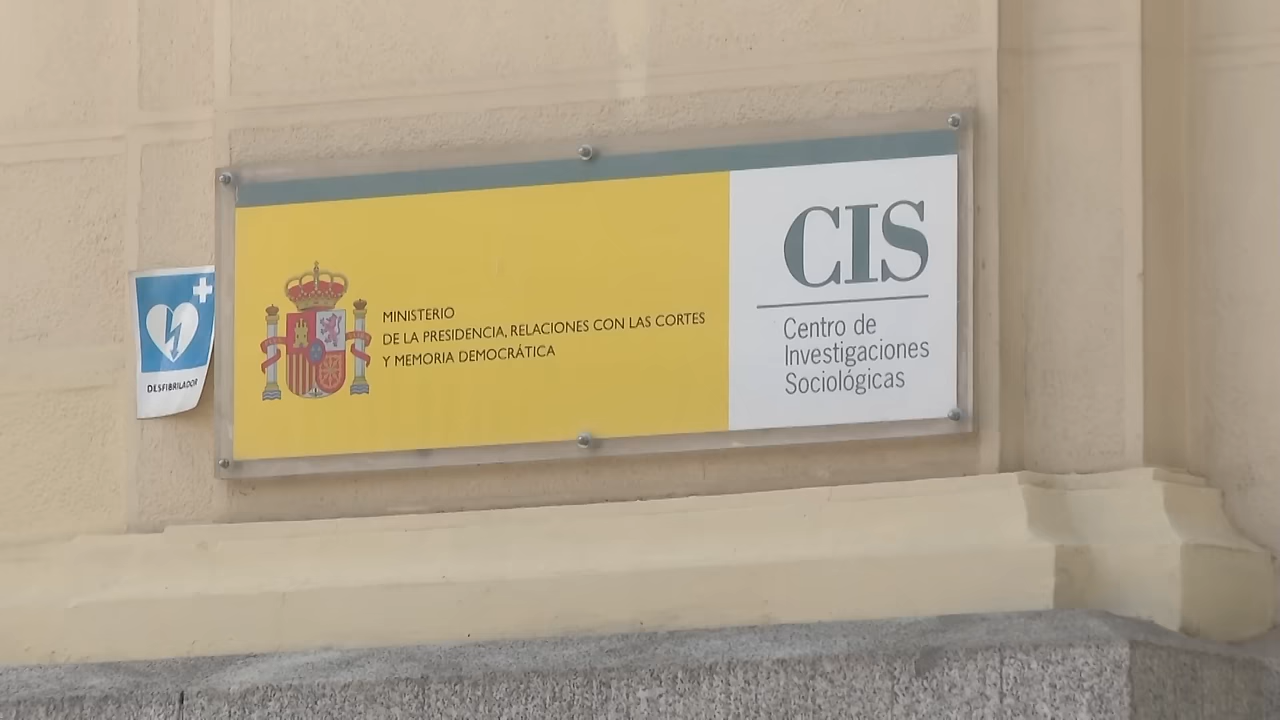 MINISTERIO
DE LA PRESIDENCIA, RELACIONES CON LAS CORTES
Y MEMORIA DEMOCRÁTICA
CIS
Centro de
Investigaciones
Sociológicas
DESFIBRILADOR